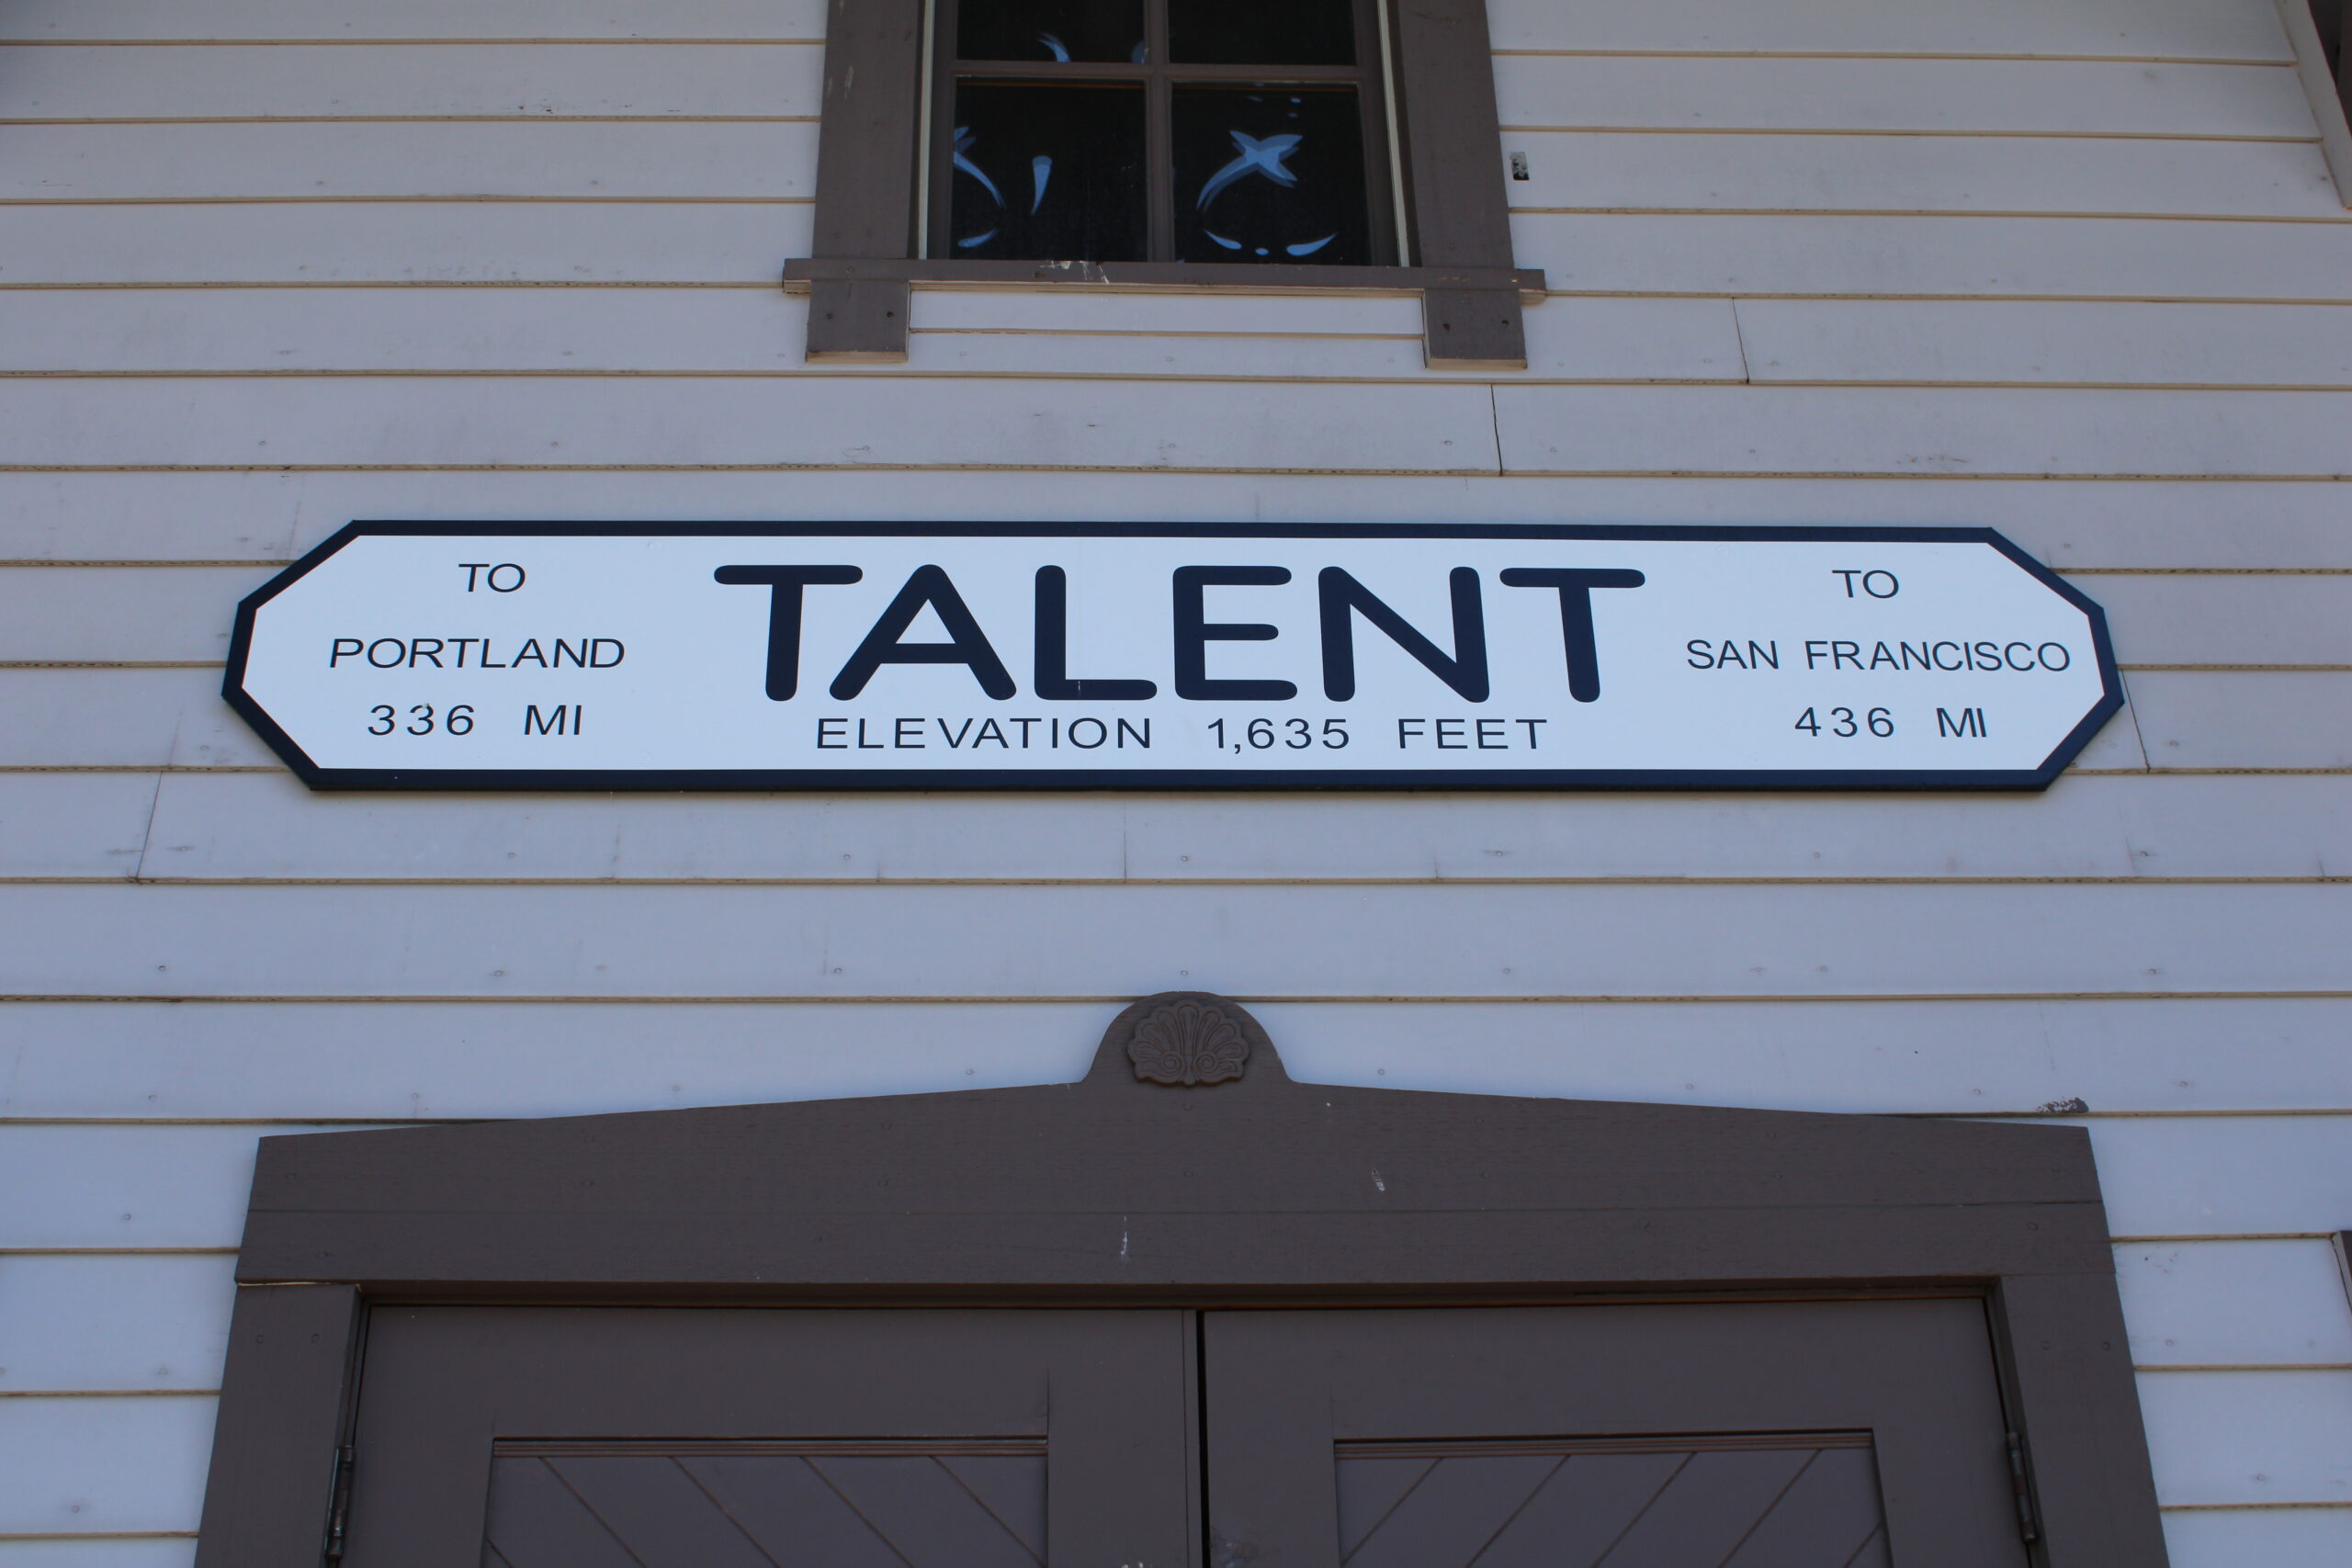 TO
PORTLAND
336 MI
TALENT
ELEVATION 1,635 FEET
TO
SAN FRANCISCO
436 MI